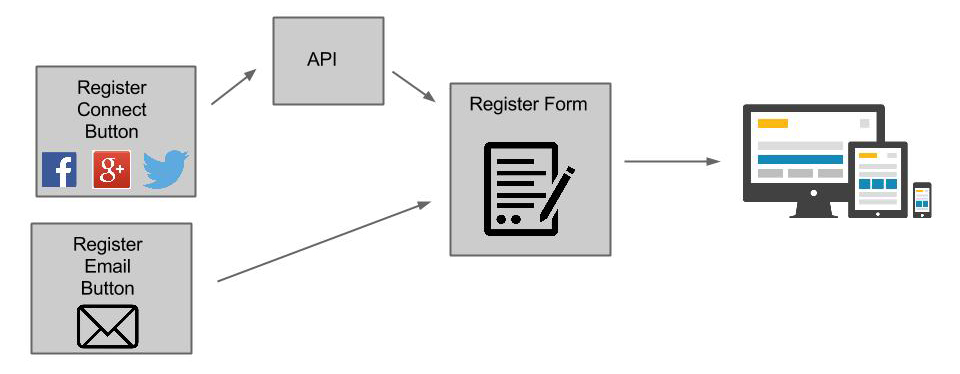 API
Register
Connect
Button
f
g+
Register Form
Register
Email
Button